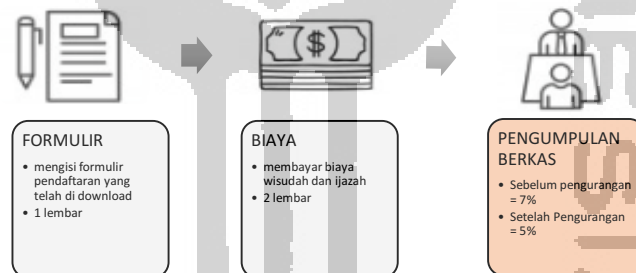 FORMULIR
• mengisi formulir
pendaftaran yang
telah di download
• 1 lembar
BIAYA
• membayar biaya
wisudah dan ijazah
• 2 lembar
PENGUMPULAN
BERKAS
• Sebelum pengurangan
= 7%
• Setelah Pengurangan
= 5%